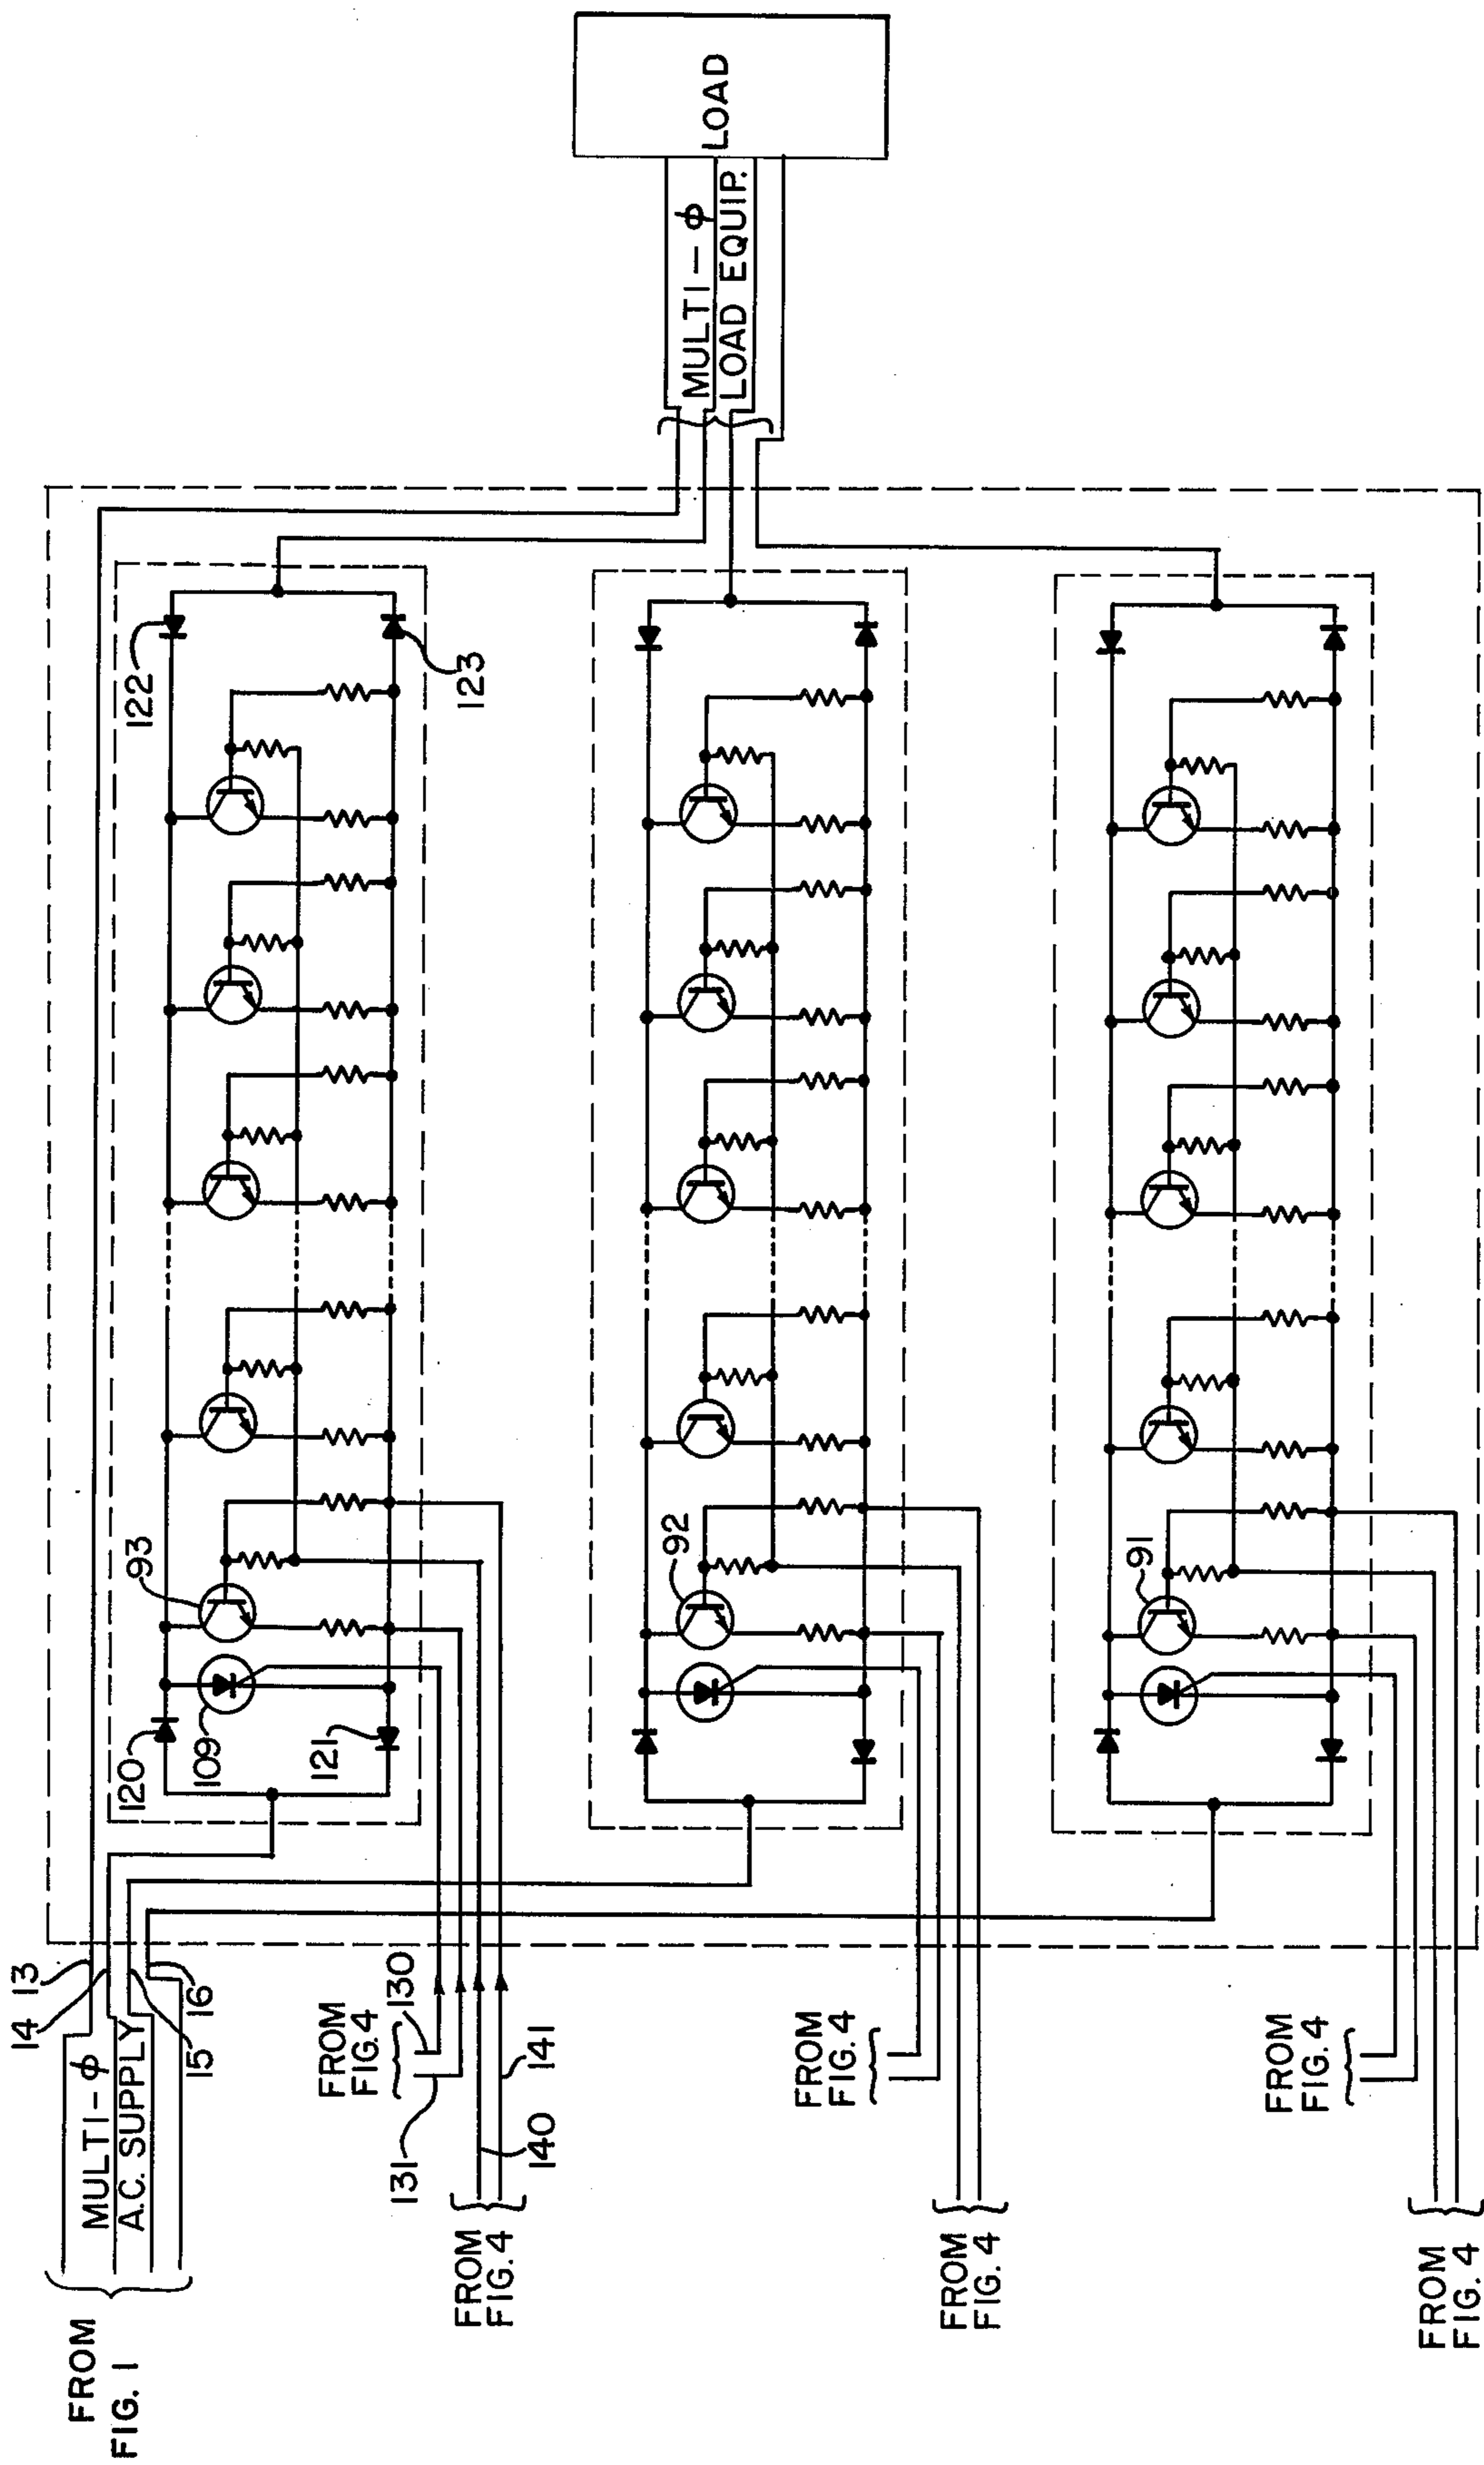 FROM
FIG. 1
MULTI-ϕ
A.C. SUPPLY
13
14
15
16
FROM
FIG.4
130
131
FROM
FIG. 4
140
141
120
109
121
93
122
123
FROM
FIG.4
FROM
FIG. 4
92
FROM
FIG.4
FROM
FIG. 4
91
MULTI-ϕ
LOAD EQUIP.
LOAD